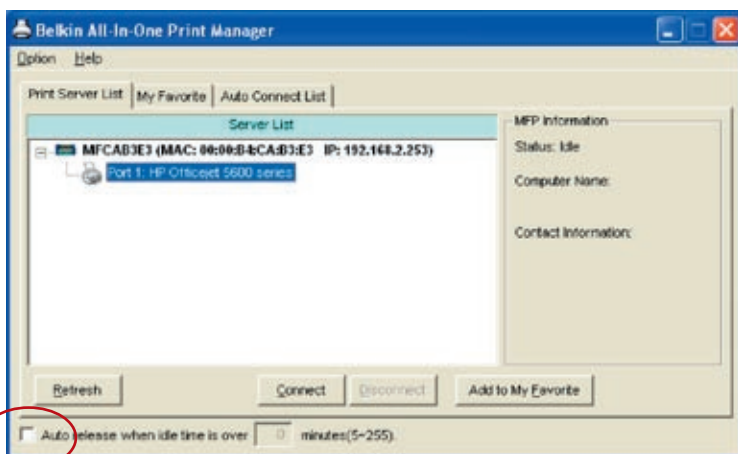 Belkin All-In-One Print Manager
Option Help
Print Server List My Favorite Auto Connect List
Server List
MFP Information
MFCAB3E3 (MAC: 00:00:B4:CA:B3:E3 IP: 192.168.2.253)
Status: Idle
Port 1: HP Officejet 5600 series
Computer Name:
Contact Information:
Refresh Connect Disconnect Add to My Favorite
Auto release when idle time is over 0 minutes(5~255).